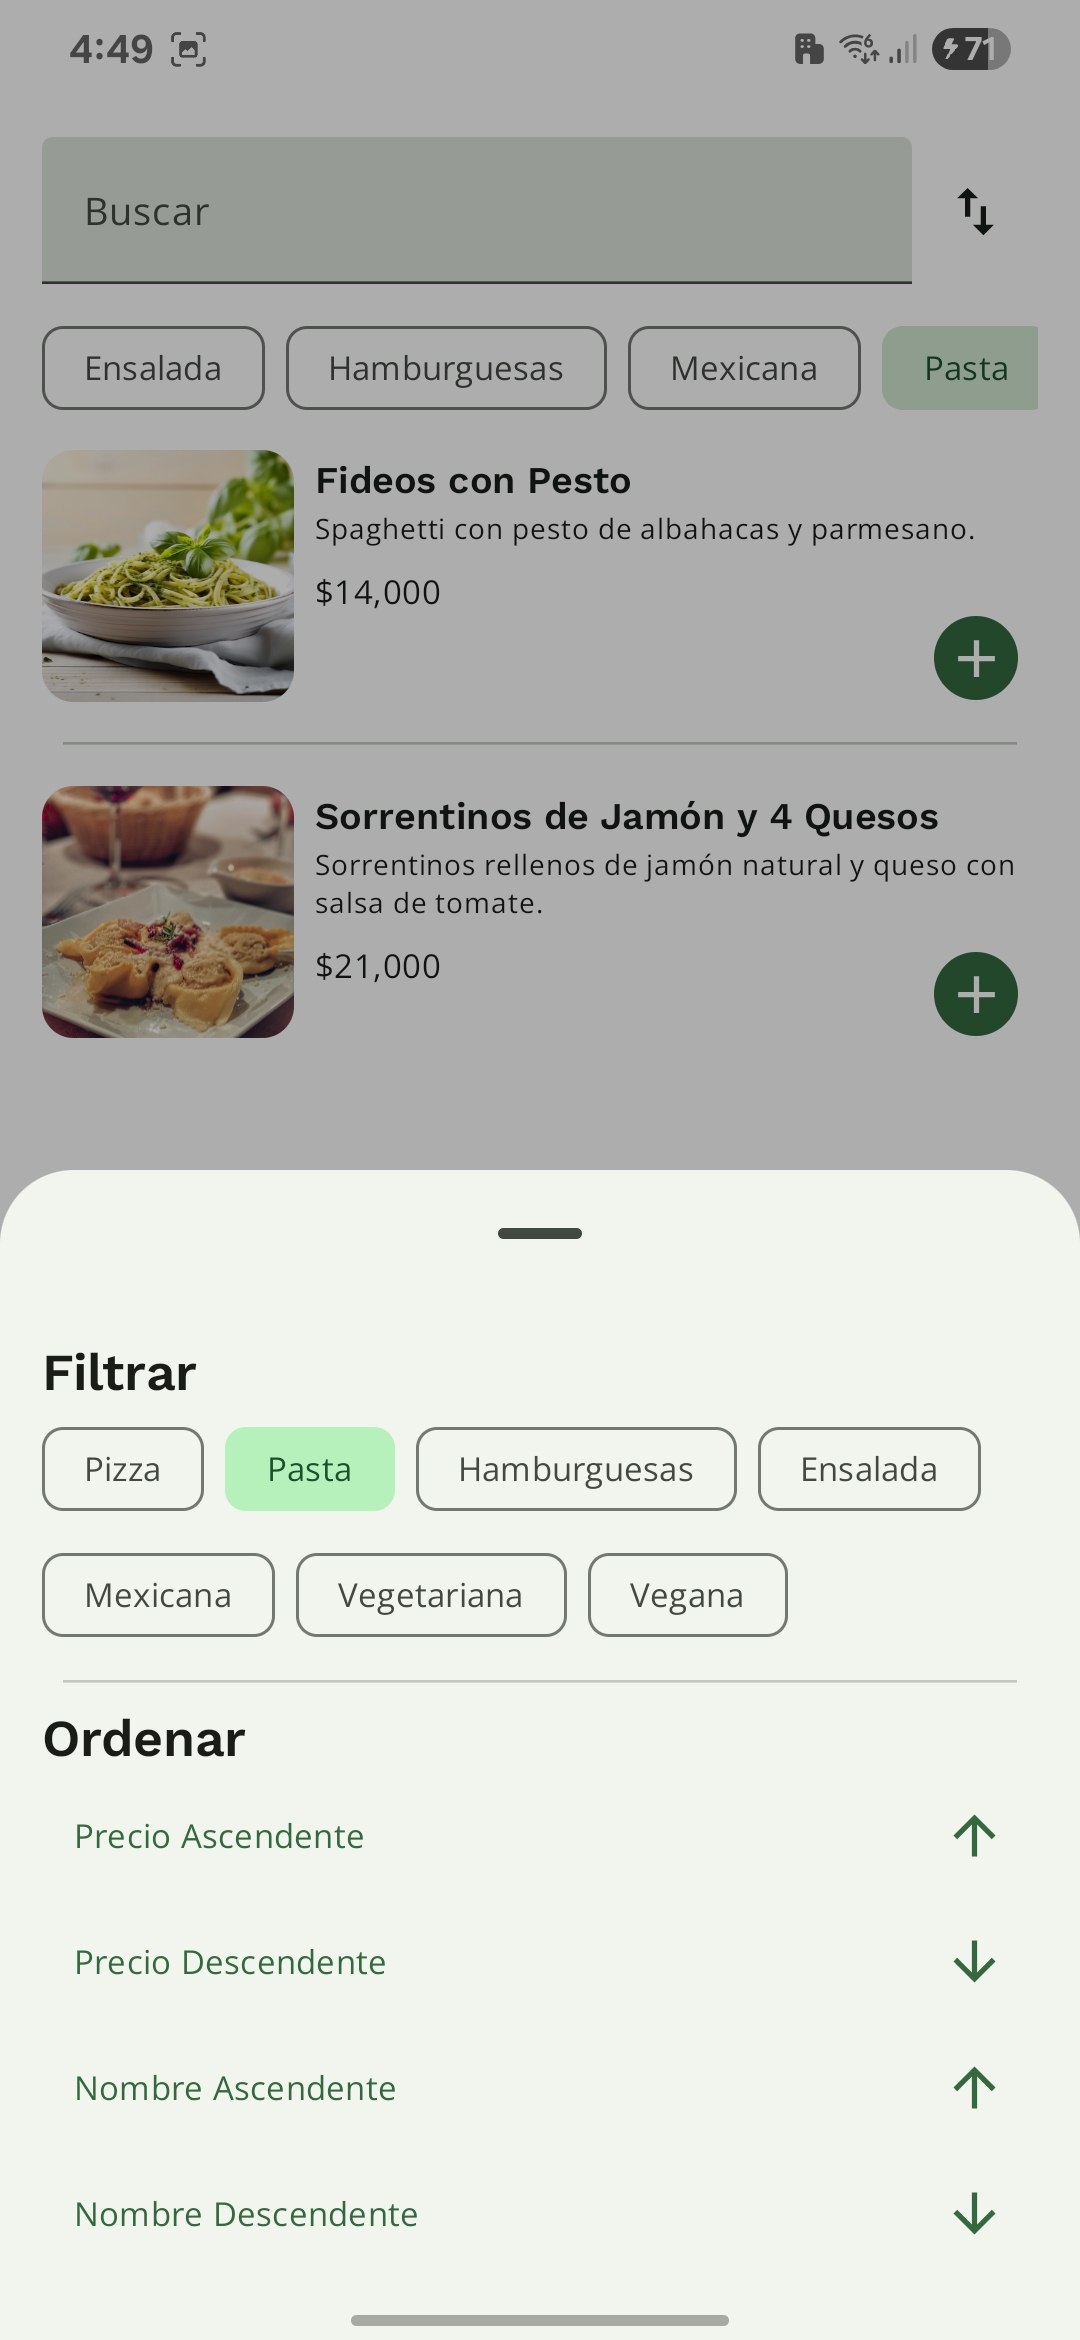 4:49
6
71
Buscar
Ensalada Hamburguesas Mexicana Pasta
Fideos con Pesto
Spaghetti con pesto de albahacas y parmesano.
$14,000
Sorrentinos de Jamón y 4 Quesos
Sorrentinos rellenos de jamón natural y queso con
salsa de tomate.
$21,000
Filtrar
Pizza Pasta Hamburguesas Ensalada
Mexicana Vegetariana Vegana
Ordenar
Precio Ascendente
Precio Descendente
Nombre Ascendente
Nombre Descendente